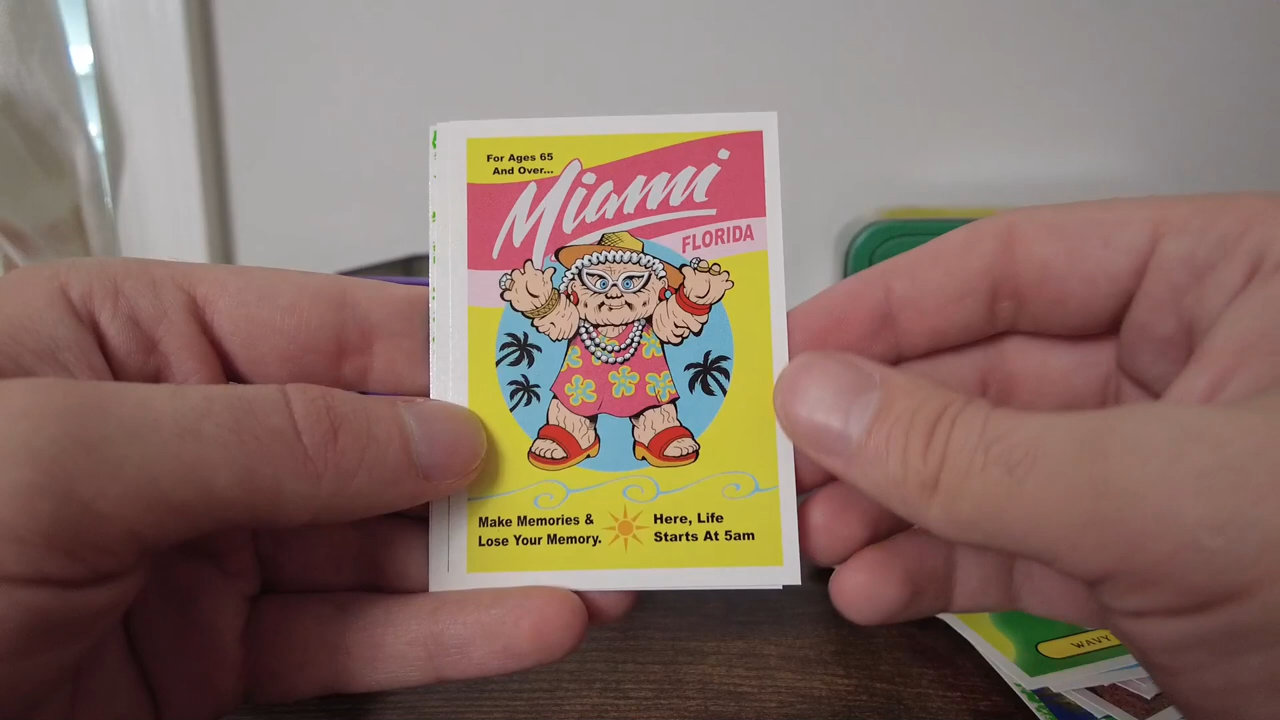 For Ages 65
And Over...
Miami
FLORIDA
Make Memories &
Lose Your Memory.
Here, Life
Starts At 5am
WAVY